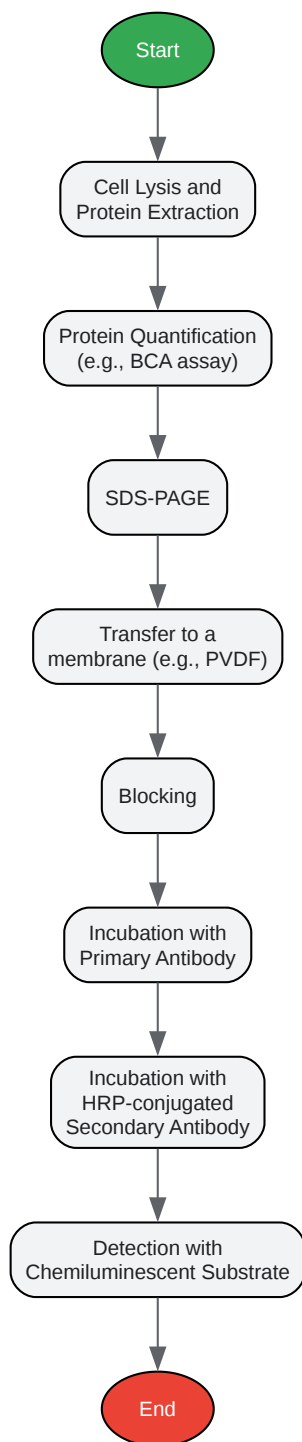 Start
Cell Lysis and
Protein Extraction
Protein Quantification
(e.g., BCA assay)
SDS-PAGE
Transfer to a
membrane (e.g., PVDF)
Blocking
Incubation with
Primary Antibody
Incubation with
HRP-conjugated
Secondary Antibody
Detection with
Chemiluminescent Substrate
End